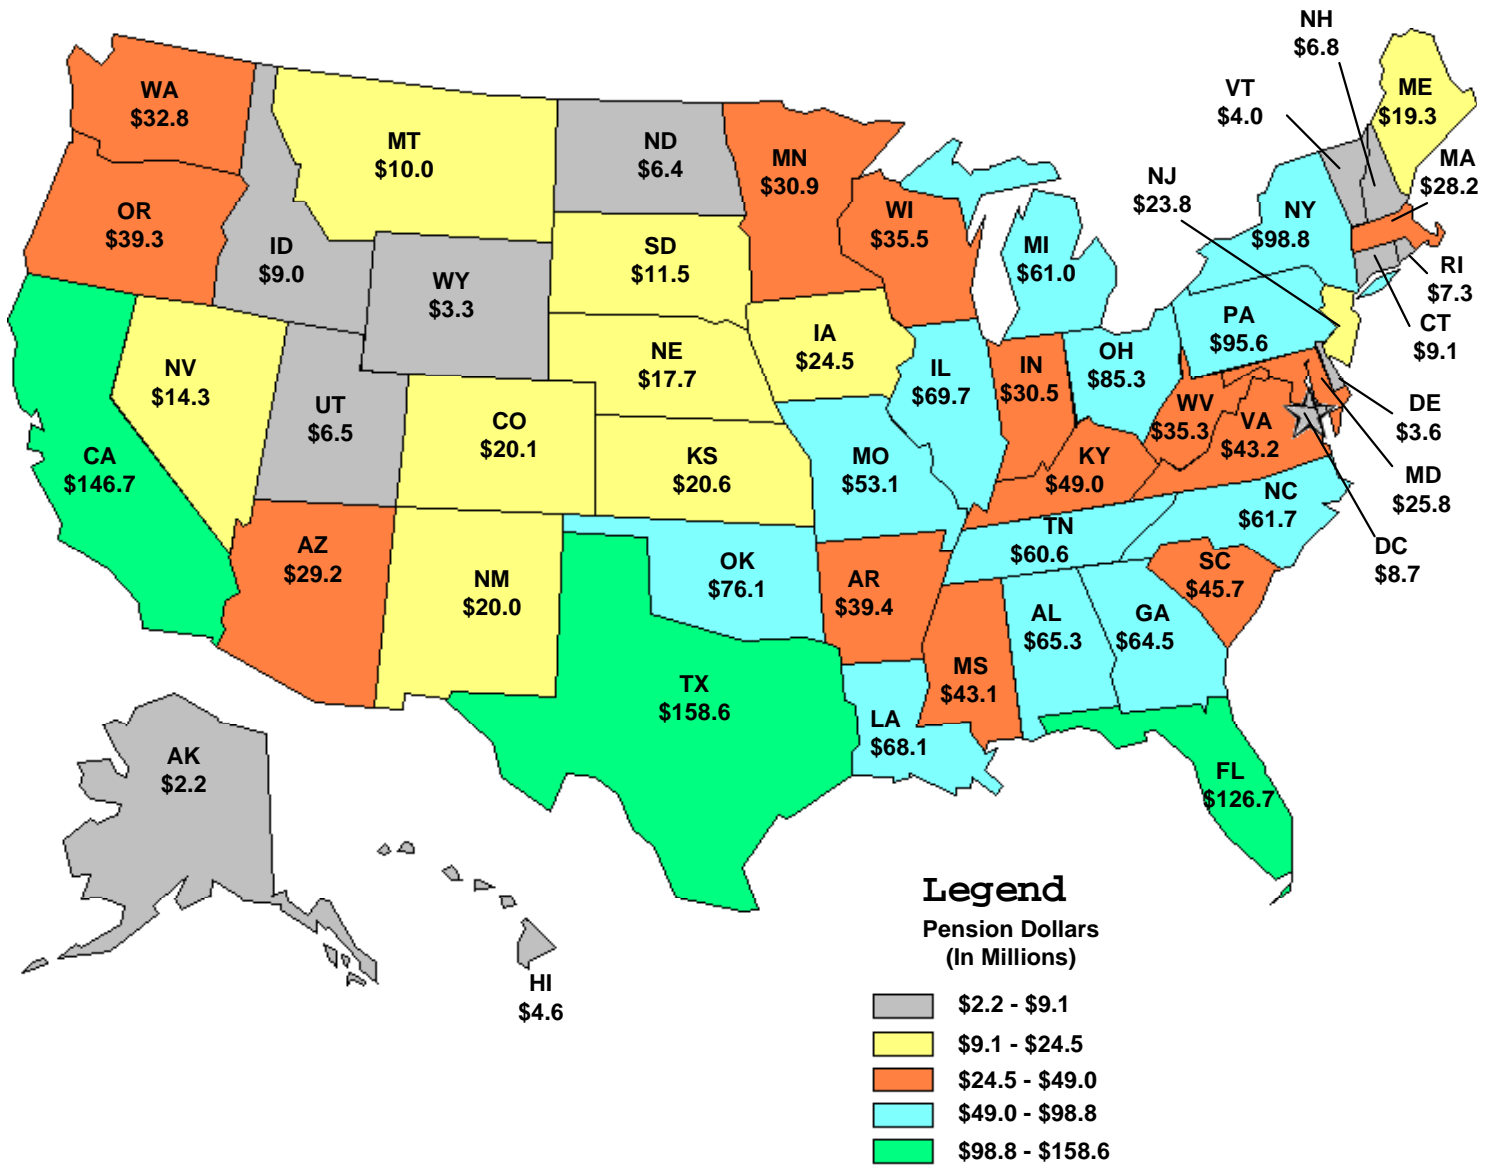 NH
$6.8
VT
$4.0
ME
$19.3
WA
$32.8
MT
$10.0
ND
$6.4
MN
$30.9
MA
$28.2
NJ
$23.8
OR
$39.3
ID
$9.0
WY
$3.3
SD
$11.5
WI
$35.5
MI
$61.0
NY
$98.8
RI
$7.3
CT
$9.1
PA
$95.6
NV
$14.3
UT
$6.5
NE
$17.7
IA
$24.5
IL
$69.7
IN
$30.5
OH
$85.3
WV
$35.3
VA
$43.2
DE
$3.6
MD
$25.8
DC
$8.7
CA
$146.7
CO
$20.1
KS
$20.6
MO
$53.1
KY
$49.0
NC
$61.7
TN
$60.6
AZ
$29.2
NM
$20.0
OK
$76.1
AR
$39.4
SC
$45.7
MS
$43.1
AL
$65.3
GA
$64.5
TX
$158.6
LA
$68.1
FL
$126.7
AK
$2.2
HI
$4.6
Legend
Pension Dollars
(In Millions)
$2.2 - $9.1
$9.1 - $24.5
$24.5 - $49.0
$49.0 - $98.8
$98.8 - $158.6